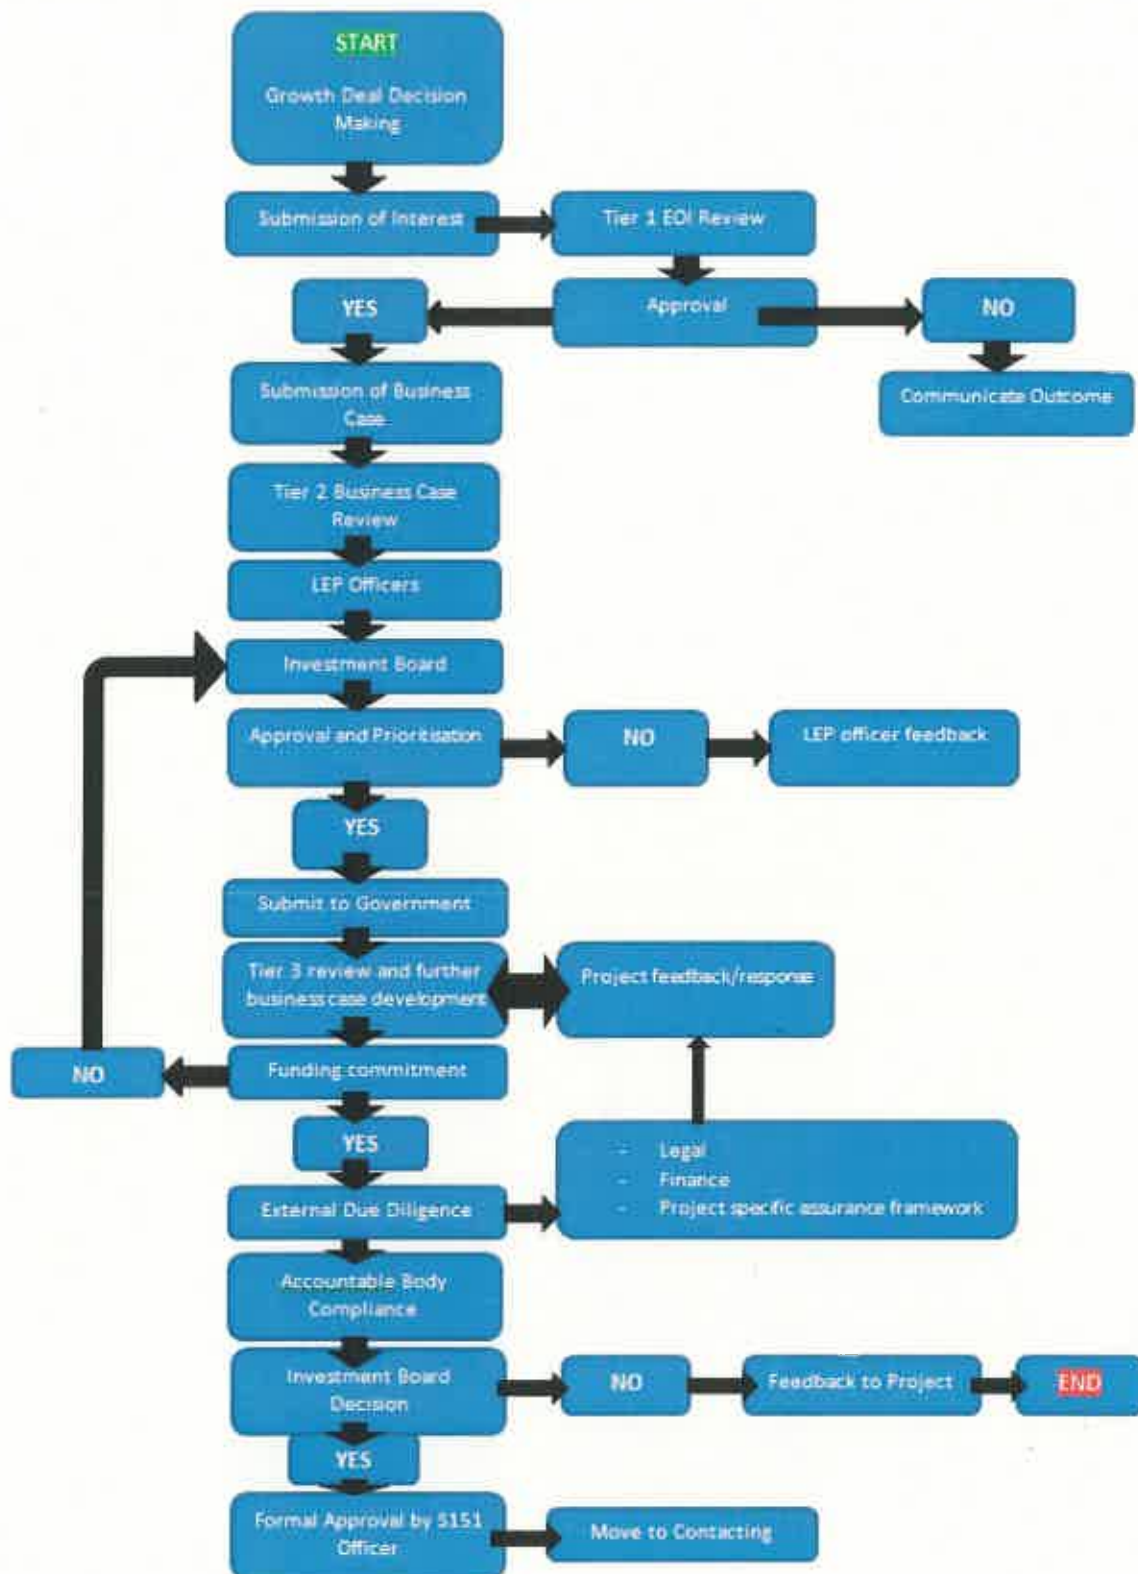 START
Growth Deal Decision
Making
Submission of Interest
Tier 1 EOI Review
YES
Approval
NO
Submission of Business
Case
Communicate Outcome
Tier 2 Business Case
Review
LEP Officers
Investment Board
Approval and Prioritisation
NO
LEP officer feedback
YES
Submit to Government
Tier 3 review and further
business case development
Project feedback/response
NO
Funding commitment
YES
- Legal
- Finance
- Project specific assurance framework
External Due Diligence
Accountable Body
Compliance
Investment Board
Decision
NO
Feedback to Project
END
YES
Formal Approval by S151
Officer
Move to Contacting